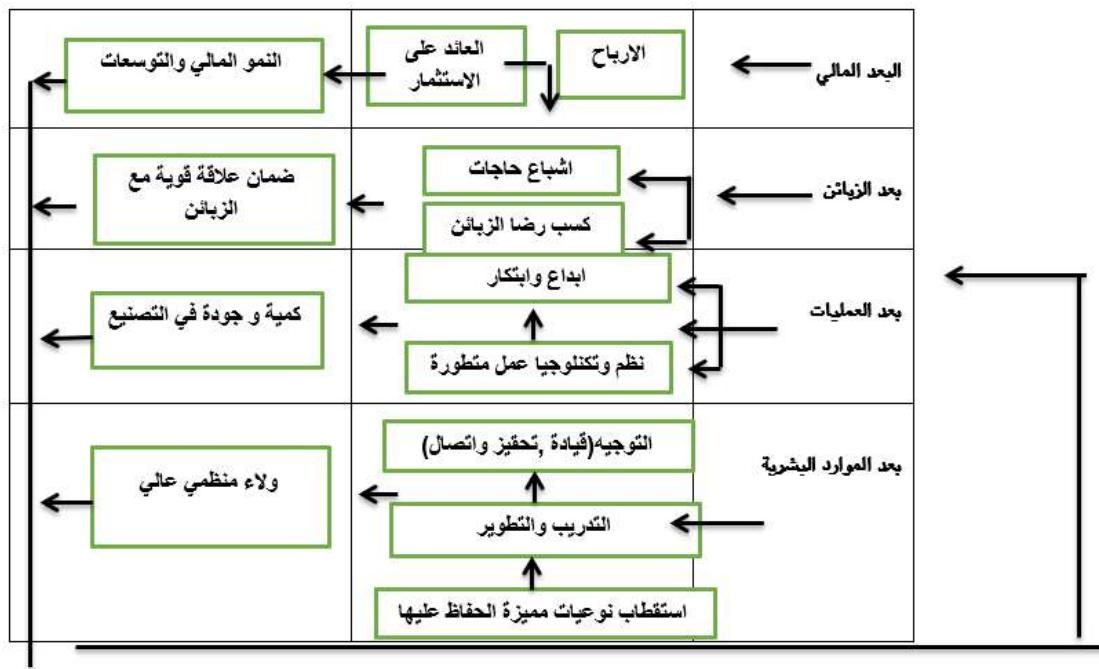 البعد المالي
الارباح
العائد على
الاستثمار
النمو المالي والتوسعات
بعد الزبائن
اشباع حاجات
كسب رضا الزبائن
ضمان علاقة قوية مع
الزبائن
بعد العمليات
ابداع وابتكار
نظم وتكنلوجيا عمل متطورة
كمية و جودة في التصنيع
بعد الموارد البشرية
التوجيه(قيادة ,تحفيز واتصال)
التدريب والتطوير
استقطاب نوعيات مميزة الحفاظ عليها
ولاء منظمي عالي